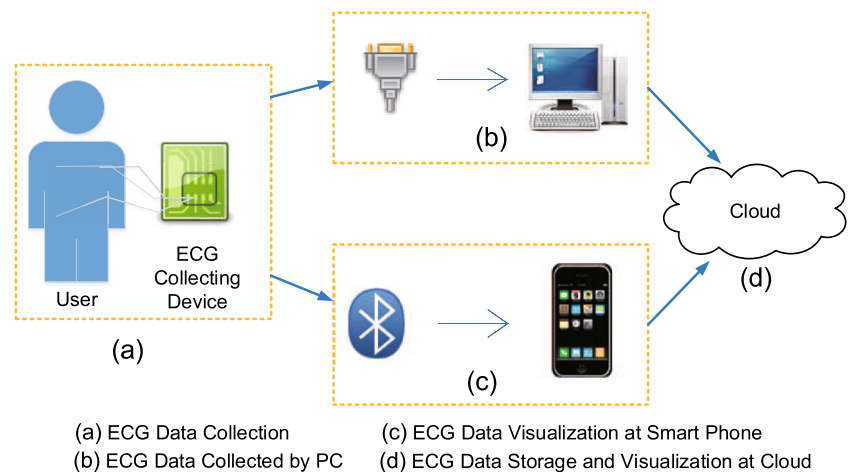 (b)
Cloud
(d)
ECG
Collecting
Device
User
(a)
(c)
(a) ECG Data Collection
(c) ECG Data Visualization at Smart Phone
(b) ECG Data Collected by PC
(d) ECG Data Storage and Visualization at Cloud